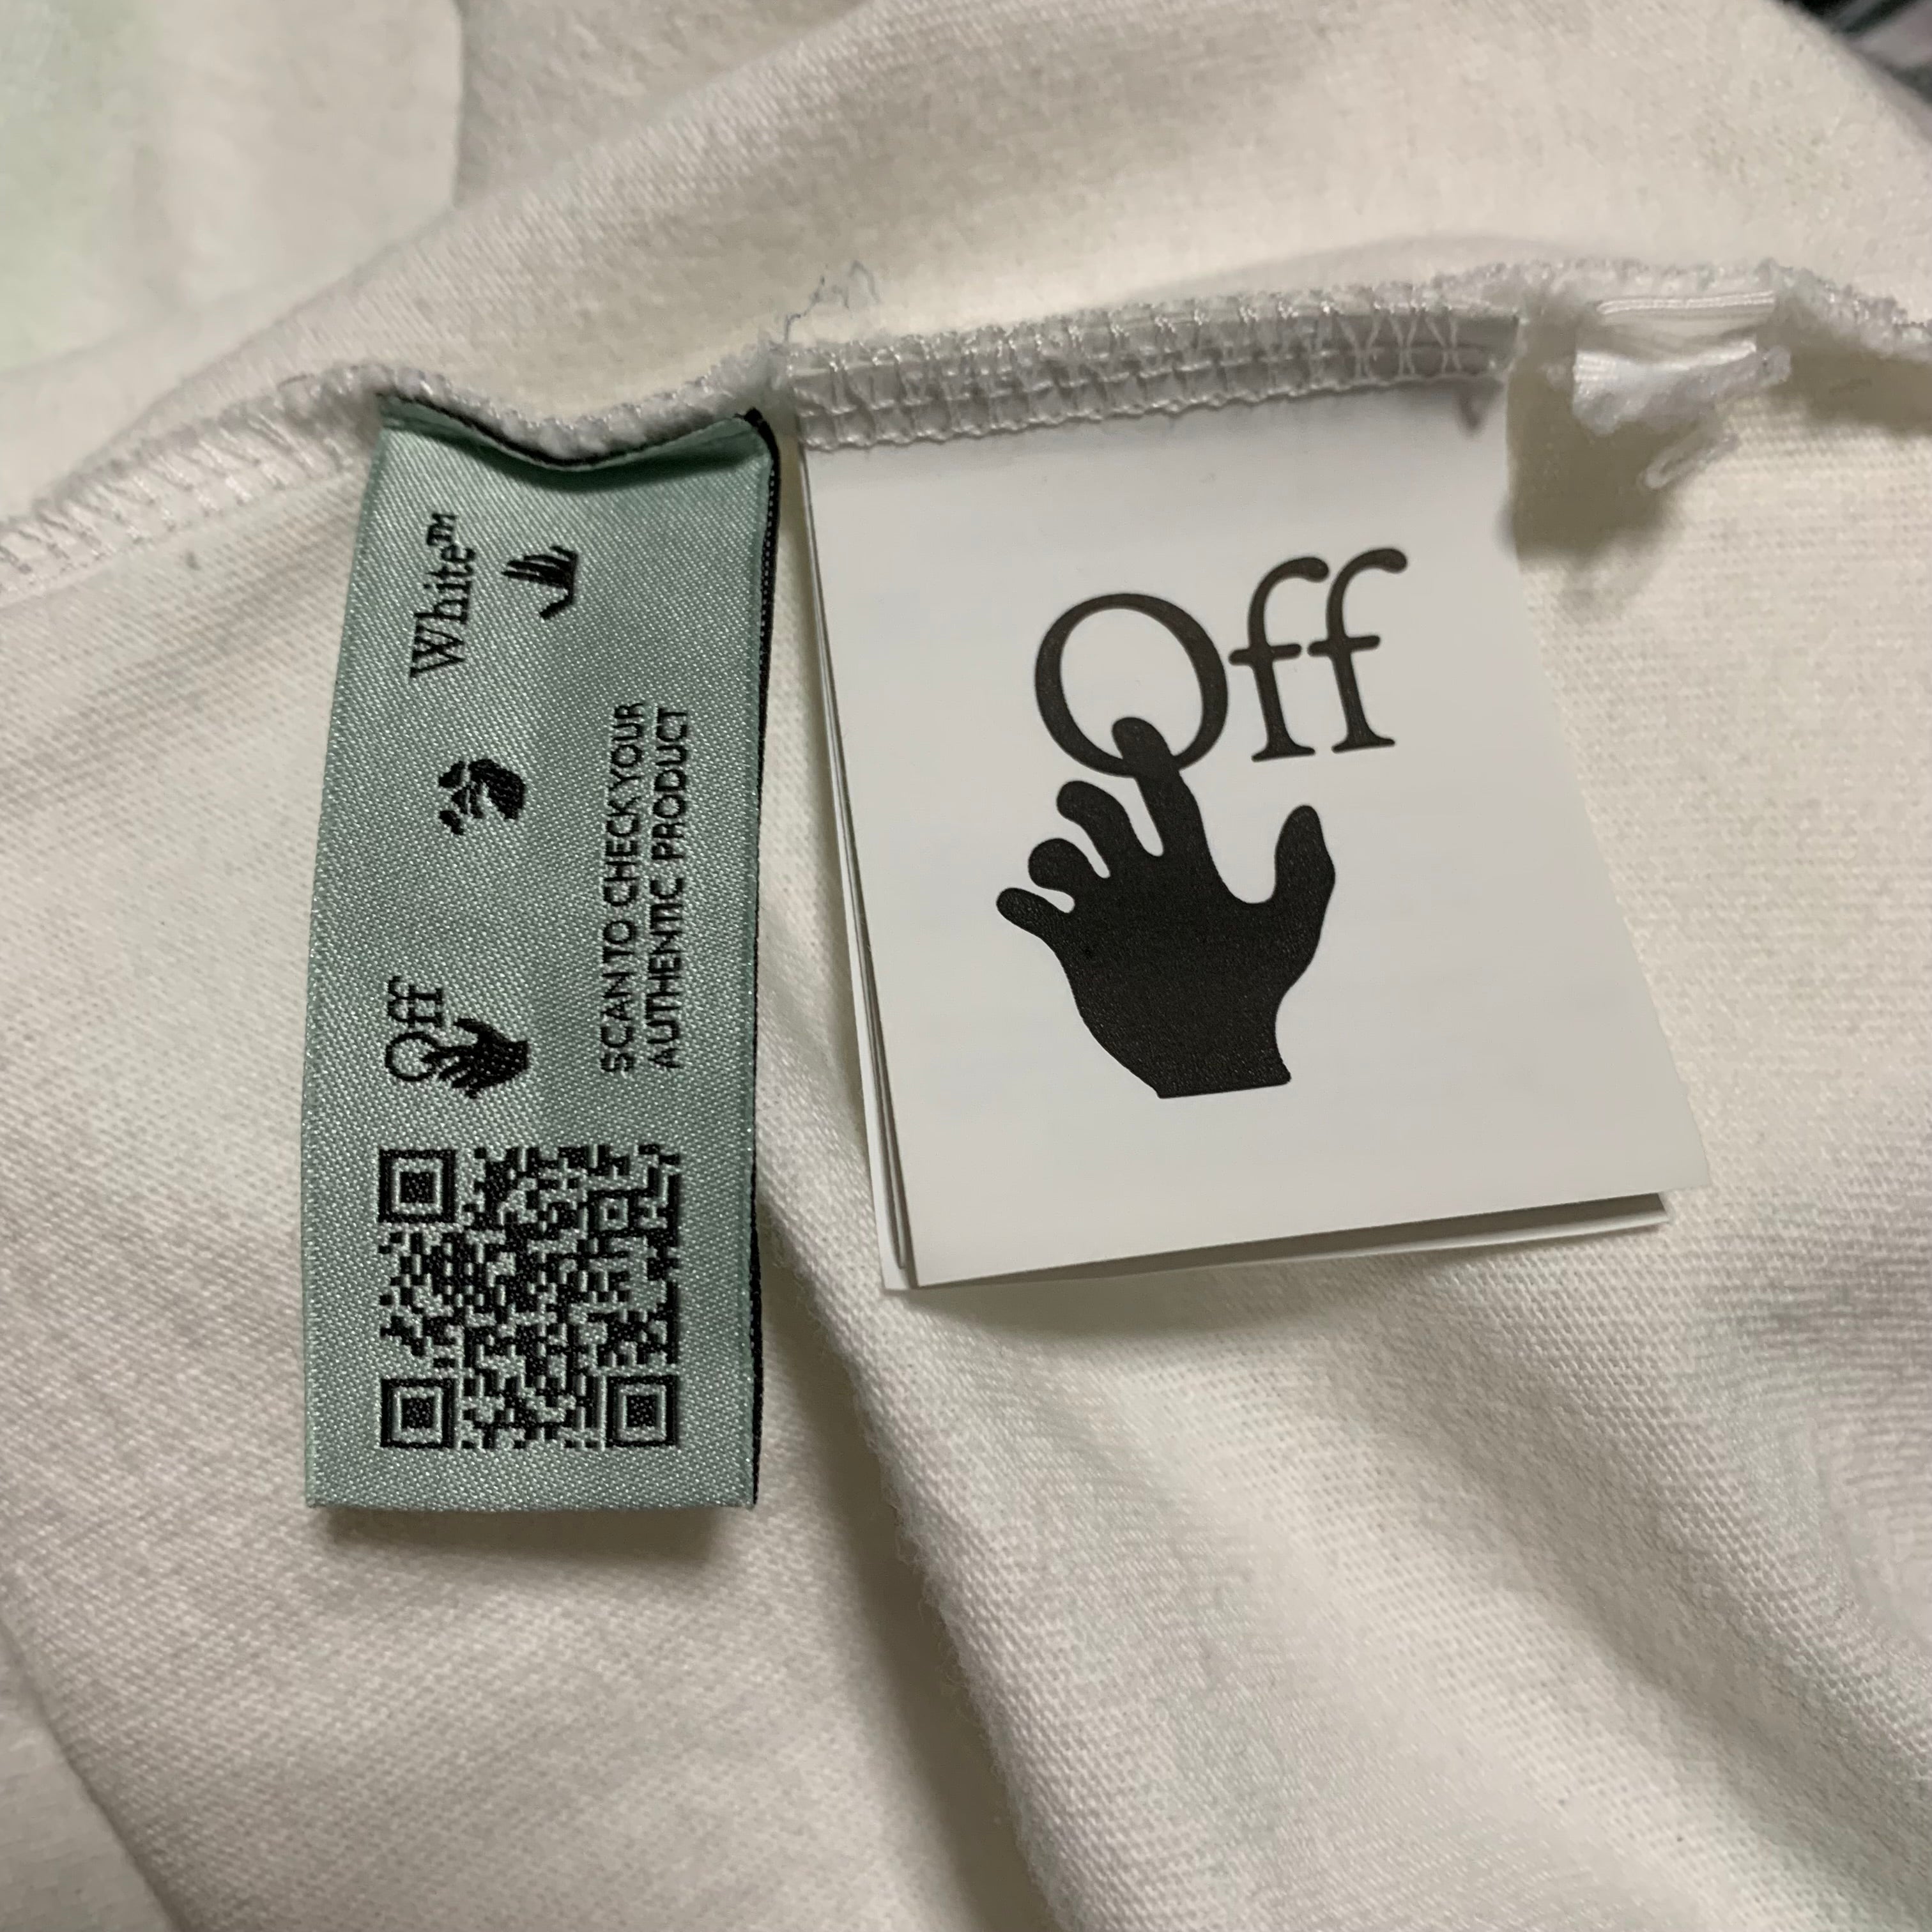 Off
White™
SCAN TO CHECK YOUR
AUTHENTIC PRODUCT
Off